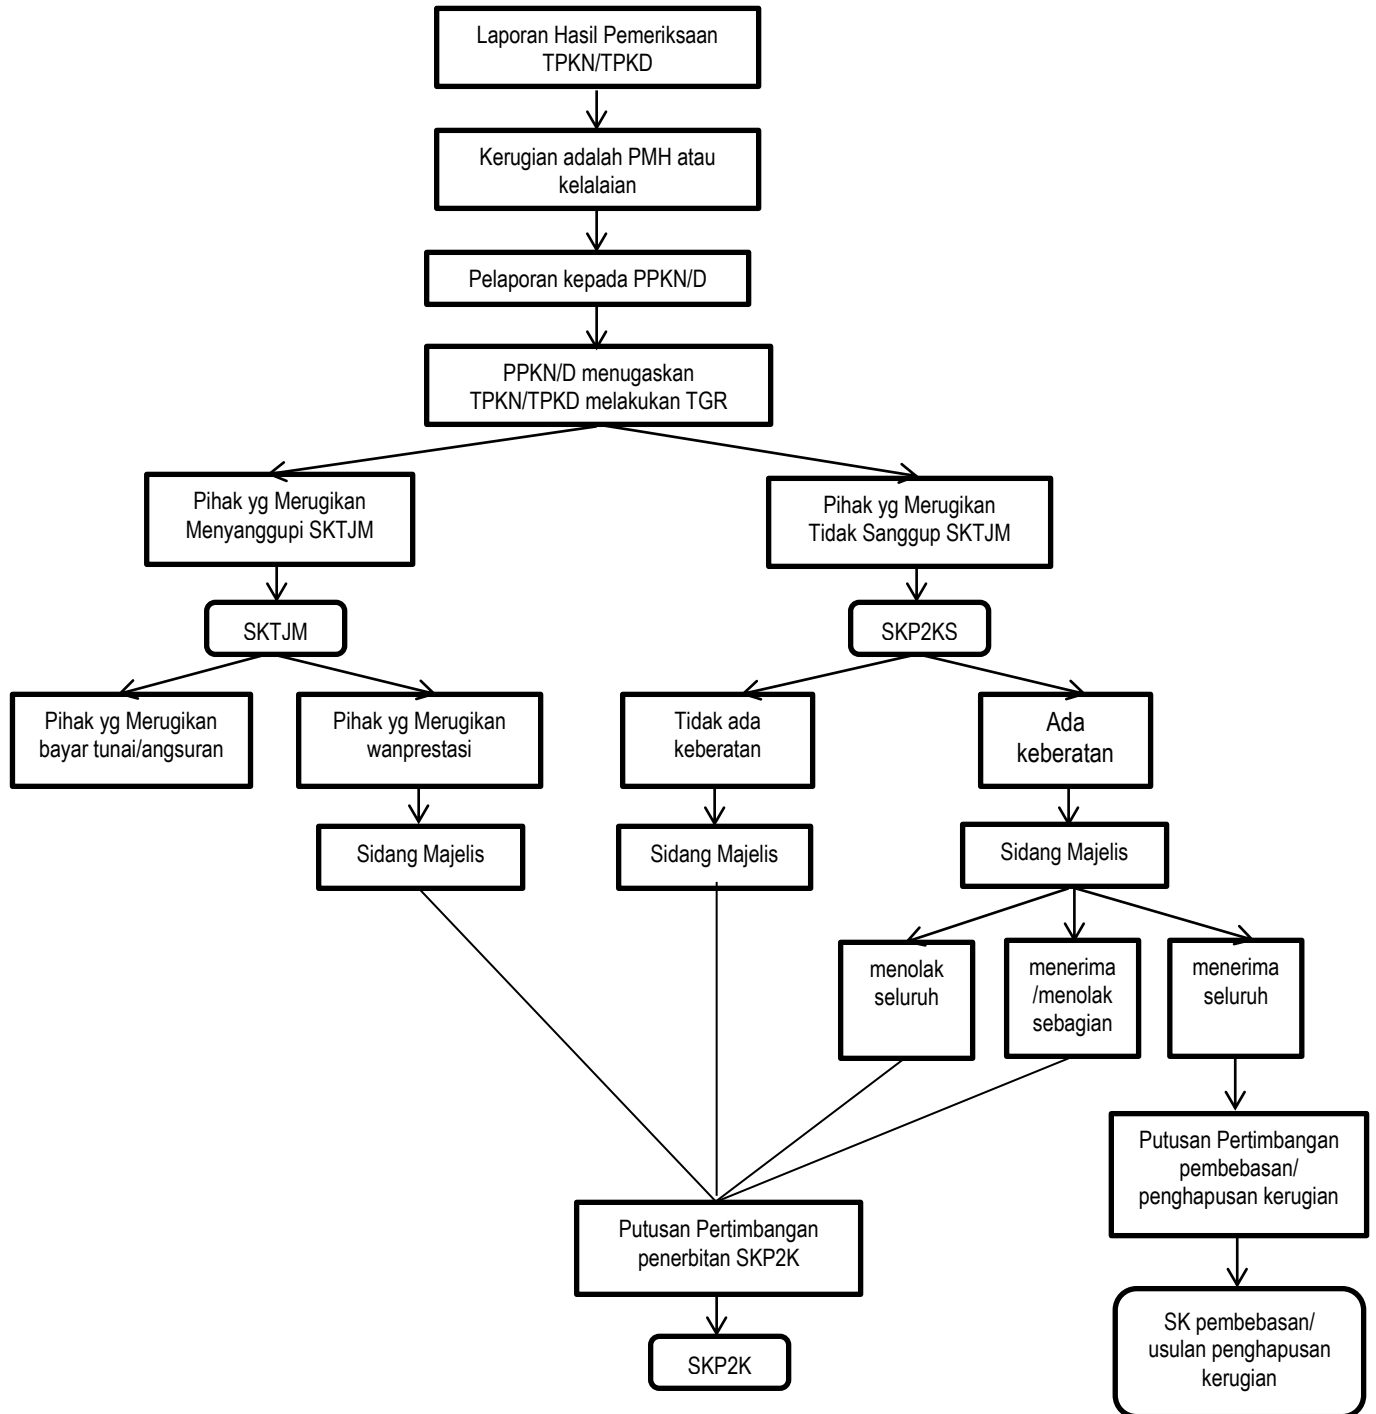 Laporan Hasil Pemeriksaan
TPKN/TPKD
Kerugian adalah PMH atau
kelalaian
Pelaporan kepada PPKN/D
PPKN/D menugaskan
TPKN/TPKD melakukan TGR
Pihak yg Merugikan
Menyanggupi SKTJM
Pihak yg Merugikan
Tidak Sanggup SKTJM
SKTJM
SKP2KS
Pihak yg Merugikan
bayar tunai/angsuran
Pihak yg Merugikan
wanprestasi
Tidak ada
keberatan
Ada
keberatan
Sidang Majelis
Sidang Majelis
Sidang Majelis
menolak
seluruh
menerima
/menolak
sebagian
menerima
seluruh
Putusan Pertimbangan
pembebasan/
penghapusan kerugian
Putusan Pertimbangan
penerbitan SKP2K
SK pembebasan/
usulan penghapusan
kerugian
SKP2K